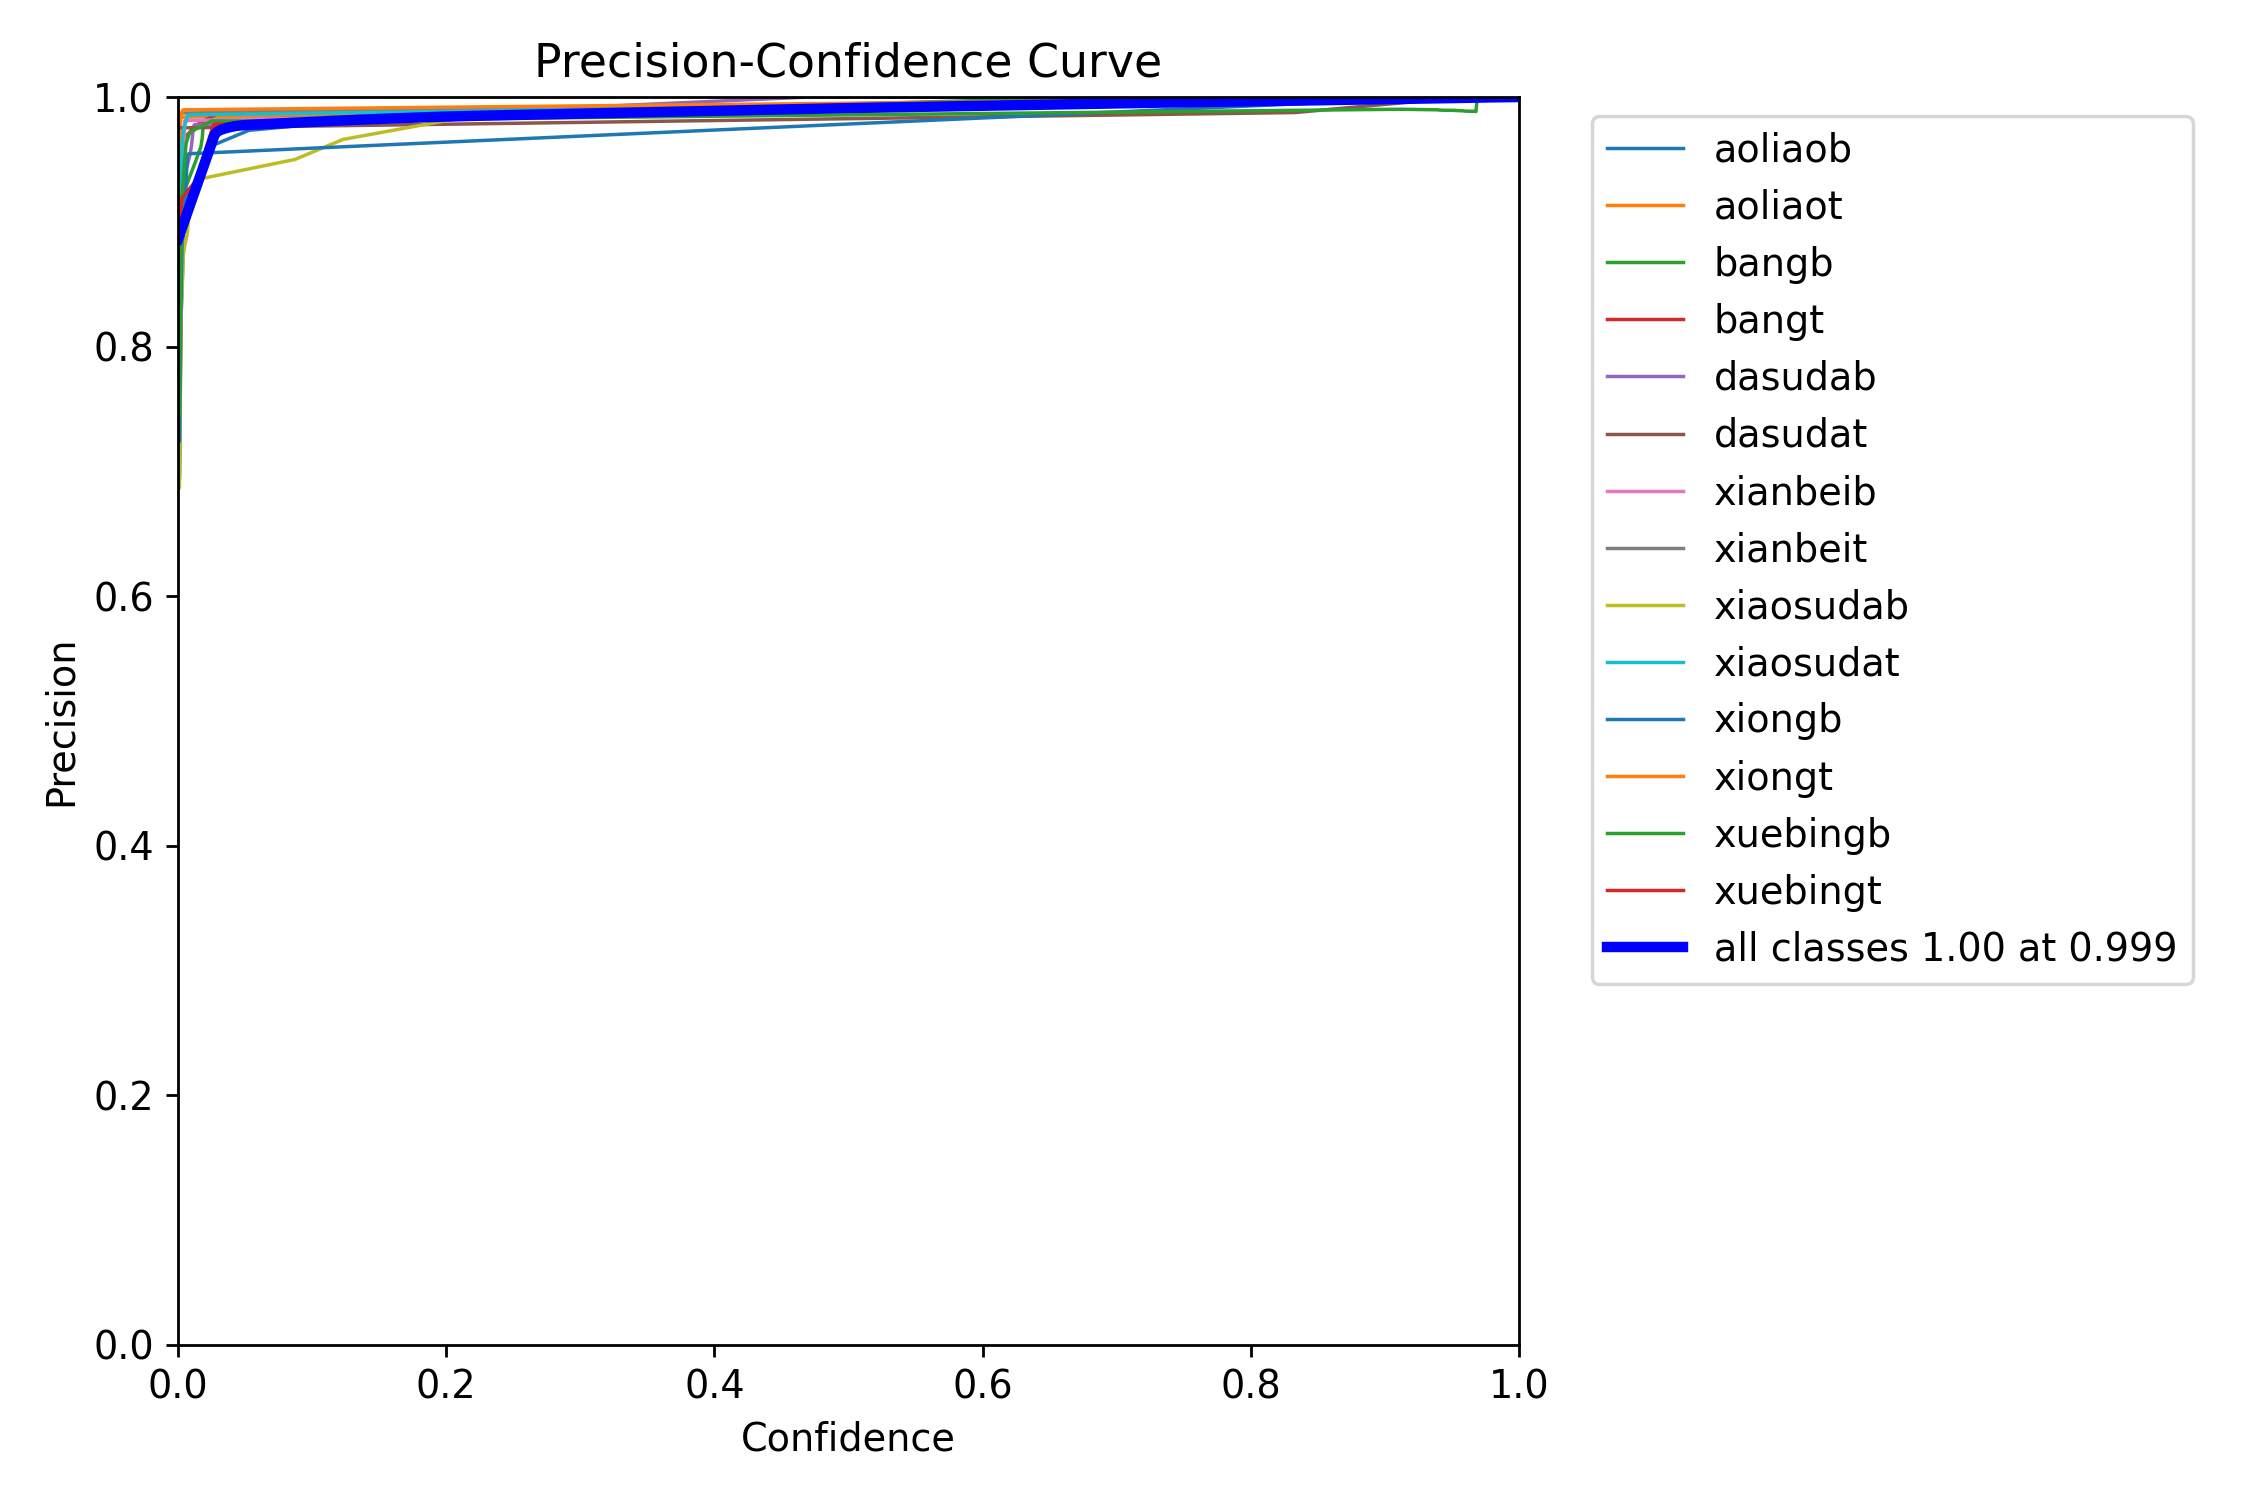 Precision-Confidence Curve
1.0
0.8
0.6
0.4
0.2
0.0
Precision
0.0 0.2 0.4 0.6 0.8 1.0
Confidence
aoliaob
aoliaot
bangb
bangt
dasudab
dasudat
xianbeib
xianbeit
xiaosudab
xiaosudat
xiongb
xiongt
xuebingb
xuebingt
all classes 1.00 at 0.999